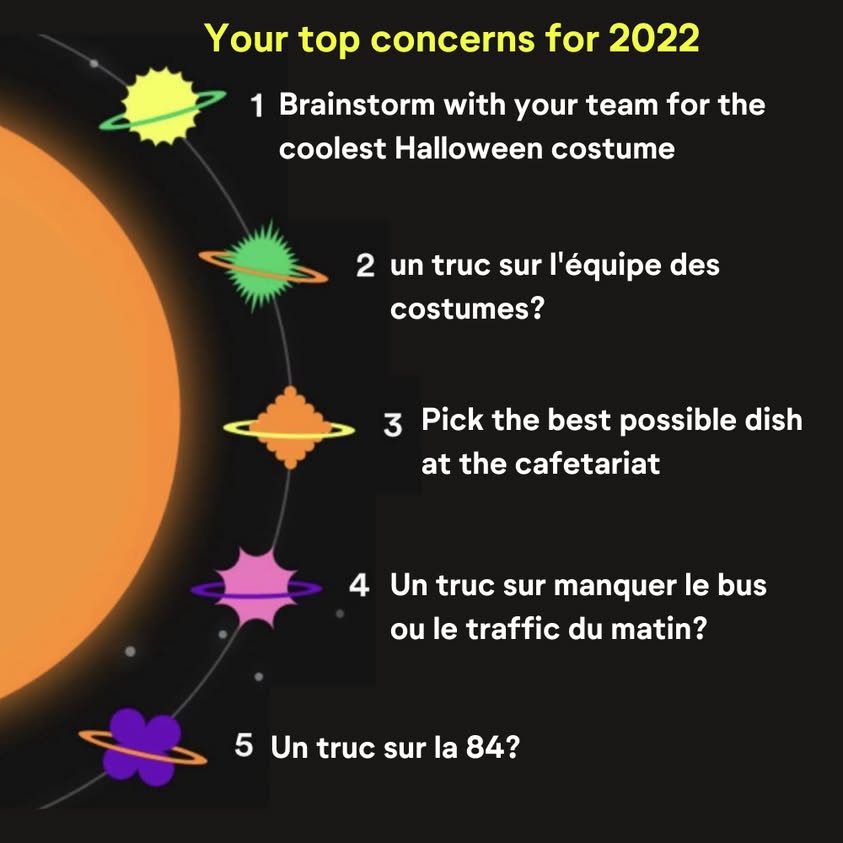 Your top concerns for 2022
1 Brainstorm with your team for the
coolest Halloween costume
2 un truc sur l'équipe des
costumes?
3 Pick the best possible dish
at the cafetariat
4 Un truc sur manquer le bus
ou le traffic du matin?
5 Un truc sur la 84?